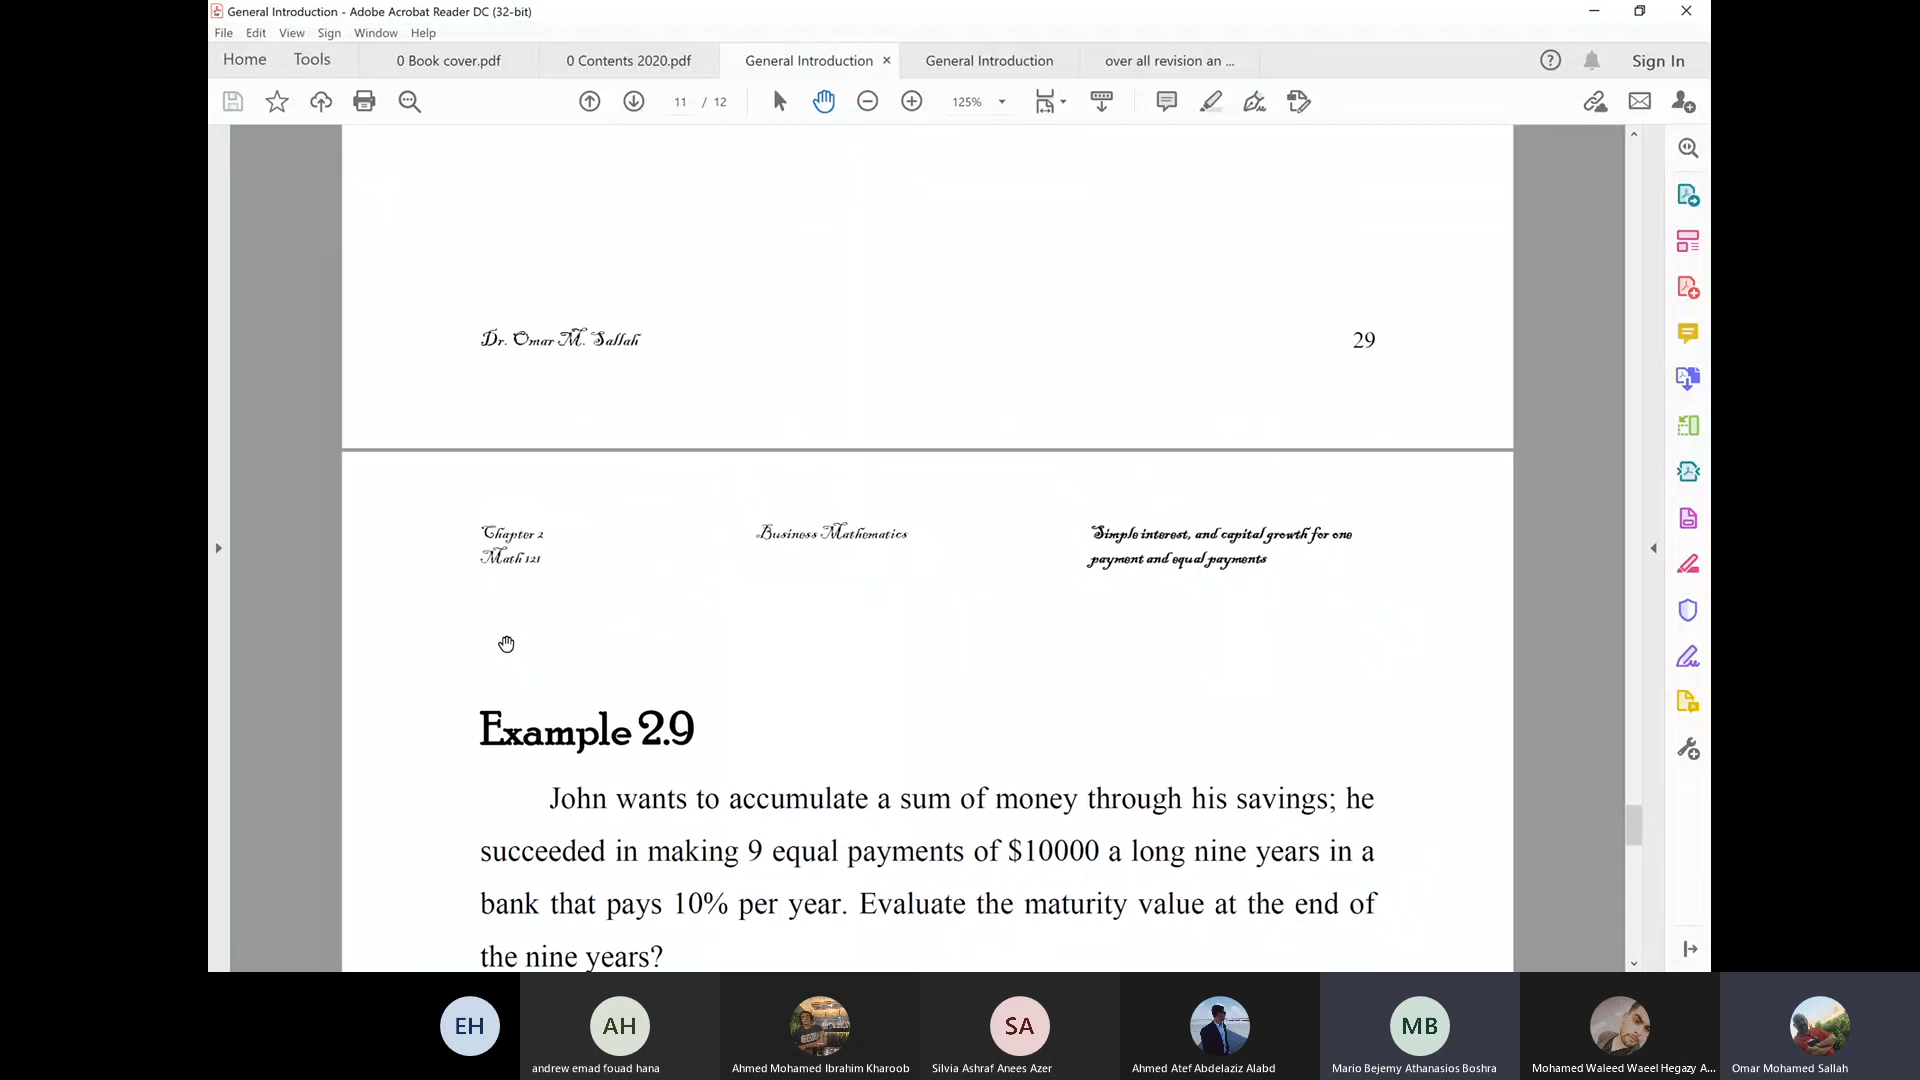 General Introduction - Adobe Acrobat Reader DC (32-bit)
File Edit View Sign Window Help
Home Tools 0 Book cover.pdf 0 Contents 2020.pdf General Introduction × General Introduction over all revision an ... Sign In
11 / 12 125%
Dr. Omar M. Sallah 29
Chapter 2 Business Mathematics Simple interest, and capital growth for one
Math 121 payment and equal payments
Example 2.9
John wants to accumulate a sum of money through his savings; he
succeeded in making 9 equal payments of $10000 a long nine years in a
bank that pays 10% per year. Evaluate the maturity value at the end of
the nine years?
EH AH SA MB
andrew emad fouad hana Ahmed Mohamed Ibrahim Kharoob Silvia Ashraf Anees Azer Ahmed Atef Abdelaziz Alabd Mario Bejemy Athanasios Boshra Mohamed Waleed Wael Hegazy A... Omar Mohamed Sallah